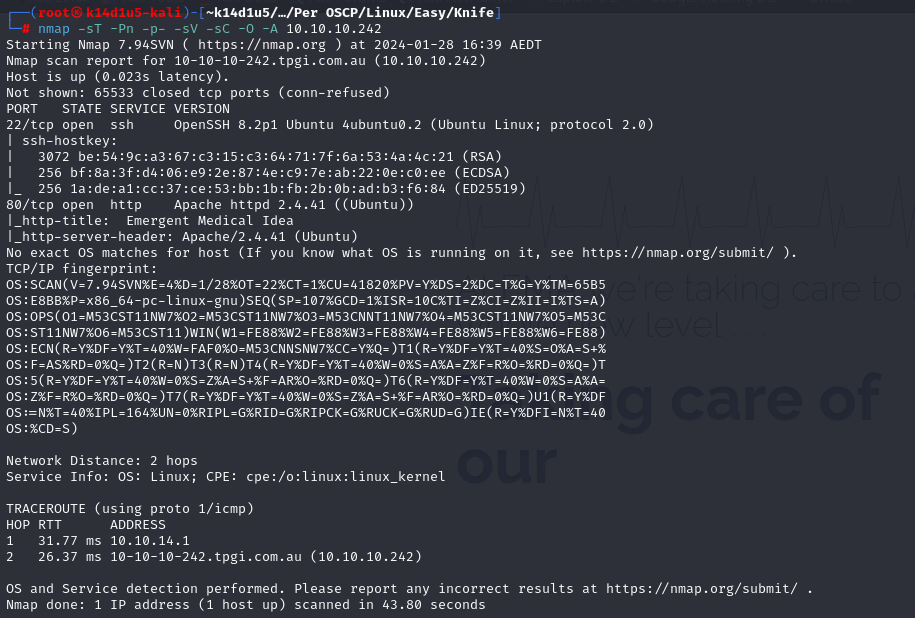 ┌──(root㉿k14d1u5-kali)-[~k14d1u5/…/Per OSCP/Linux/Easy/Knife]
└─# nmap -sT -Pn -p- -sV -sC -O -A 10.10.10.242
Starting Nmap 7.94SVN ( https://nmap.org ) at 2024-01-28 16:39 AEDT
Nmap scan report for 10-10-10-242.tpgi.com.au (10.10.10.242)
Host is up (0.023s latency).
Not shown: 65533 closed tcp ports (conn-refused)
PORT   STATE SERVICE VERSION
22/tcp open  ssh     OpenSSH 8.2p1 Ubuntu 4ubuntu0.2 (Ubuntu Linux; protocol 2.0)
| ssh-hostkey:
|   3072 be:54:9c:a3:67:c3:15:c3:64:71:7f:6a:53:4a:4c:21 (RSA)
|   256 bf:8a:3f:d4:06:e9:2e:87:4e:c9:7e:ab:22:0e:c0:ee (ECDSA)
|_  256 1a:de:a1:cc:37:ce:53:bb:1b:fb:2b:0b:ad:b3:f6:84 (ED25519)
80/tcp open  http    Apache httpd 2.4.41 ((Ubuntu))
|_http-title:  Emergent Medical Idea
|_http-server-header: Apache/2.4.41 (Ubuntu)
No exact OS matches for host (If you know what OS is running on it, see https://nmap.org/submit/ ).
TCP/IP fingerprint:
OS:SCAN(V=7.94SVN%E=4%D=1/28%OT=22%CT=1%CU=41820%PV=Y%DS=2%DC=T%G=Y%TM=65B5
OS:E8BB%P=x86_64-pc-linux-gnu)SEQ(SP=107%GCD=1%ISR=10C%TI=Z%CI=Z%II=I%TS=A)
OS:OPS(O1=M53CST11NW7%O2=M53CST11NW7%O3=M53CNNT11NW7%O4=M53CST11NW7%O5=M53C
OS:ST11NW7%O6=M53CST11)WIN(W1=FE88%W2=FE88%W3=FE88%W4=FE88%W5=FE88%W6=FE88)
OS:ECN(R=Y%DF=Y%T=40%W=FAF0%O=M53CNNSNW7%CC=Y%Q=)T1(R=Y%DF=Y%T=40%S=O%A=S+%
OS:F=AS%RD=0%Q=)T2(R=N)T3(R=N)T4(R=Y%DF=Y%T=40%W=0%S=A%A=Z%F=R%O=%RD=0%Q=)T
OS:5(R=Y%DF=Y%T=40%W=0%S=Z%A=S+%F=AR%O=%RD=0%Q=)T6(R=Y%DF=Y%T=40%W=0%S=A%A=
OS:Z%F=R%O=%RD=0%Q=)T7(R=Y%DF=Y%T=40%W=0%S=Z%A=S+%F=AR%O=%RD=0%Q=)U1(R=Y%DF
OS:=N%T=40%IPL=164%UN=0%RIPL=G%RID=G%RIPCK=G%RUCK=G%RUD=G)IE(R=Y%DFI=N%T=40
OS:%CD=S)
we're taking care to
level
care of
our
Network Distance: 2 hops
Service Info: OS: Linux; CPE: cpe:/o:linux:linux_kernel
TRACEROUTE (using proto 1/icmp)
HOP RTT      ADDRESS
1   31.77 ms 10.10.14.1
2   26.37 ms 10-10-10-242.tpgi.com.au (10.10.10.242)
OS and Service detection performed. Please report any incorrect results at https://nmap.org/submit/ .
Nmap done: 1 IP address (1 host up) scanned in 43.80 seconds